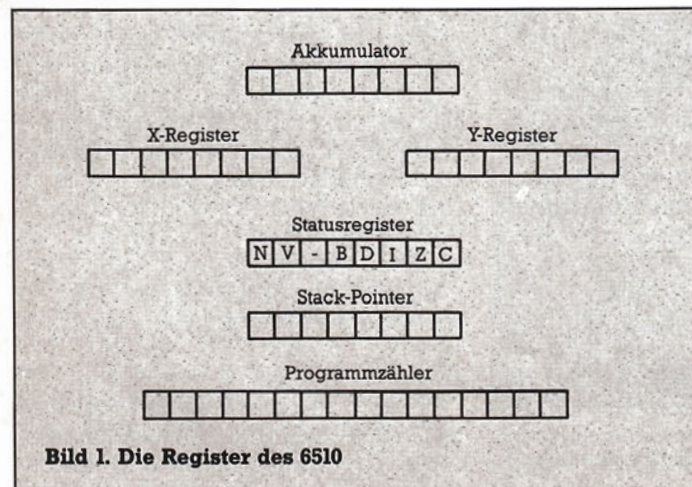 Akkumulator
X-Register Y-Register
Statusregister
N V - B D I Z C
Stack-Pointer
Programmzähler
Bild 1. Die Register des 6510